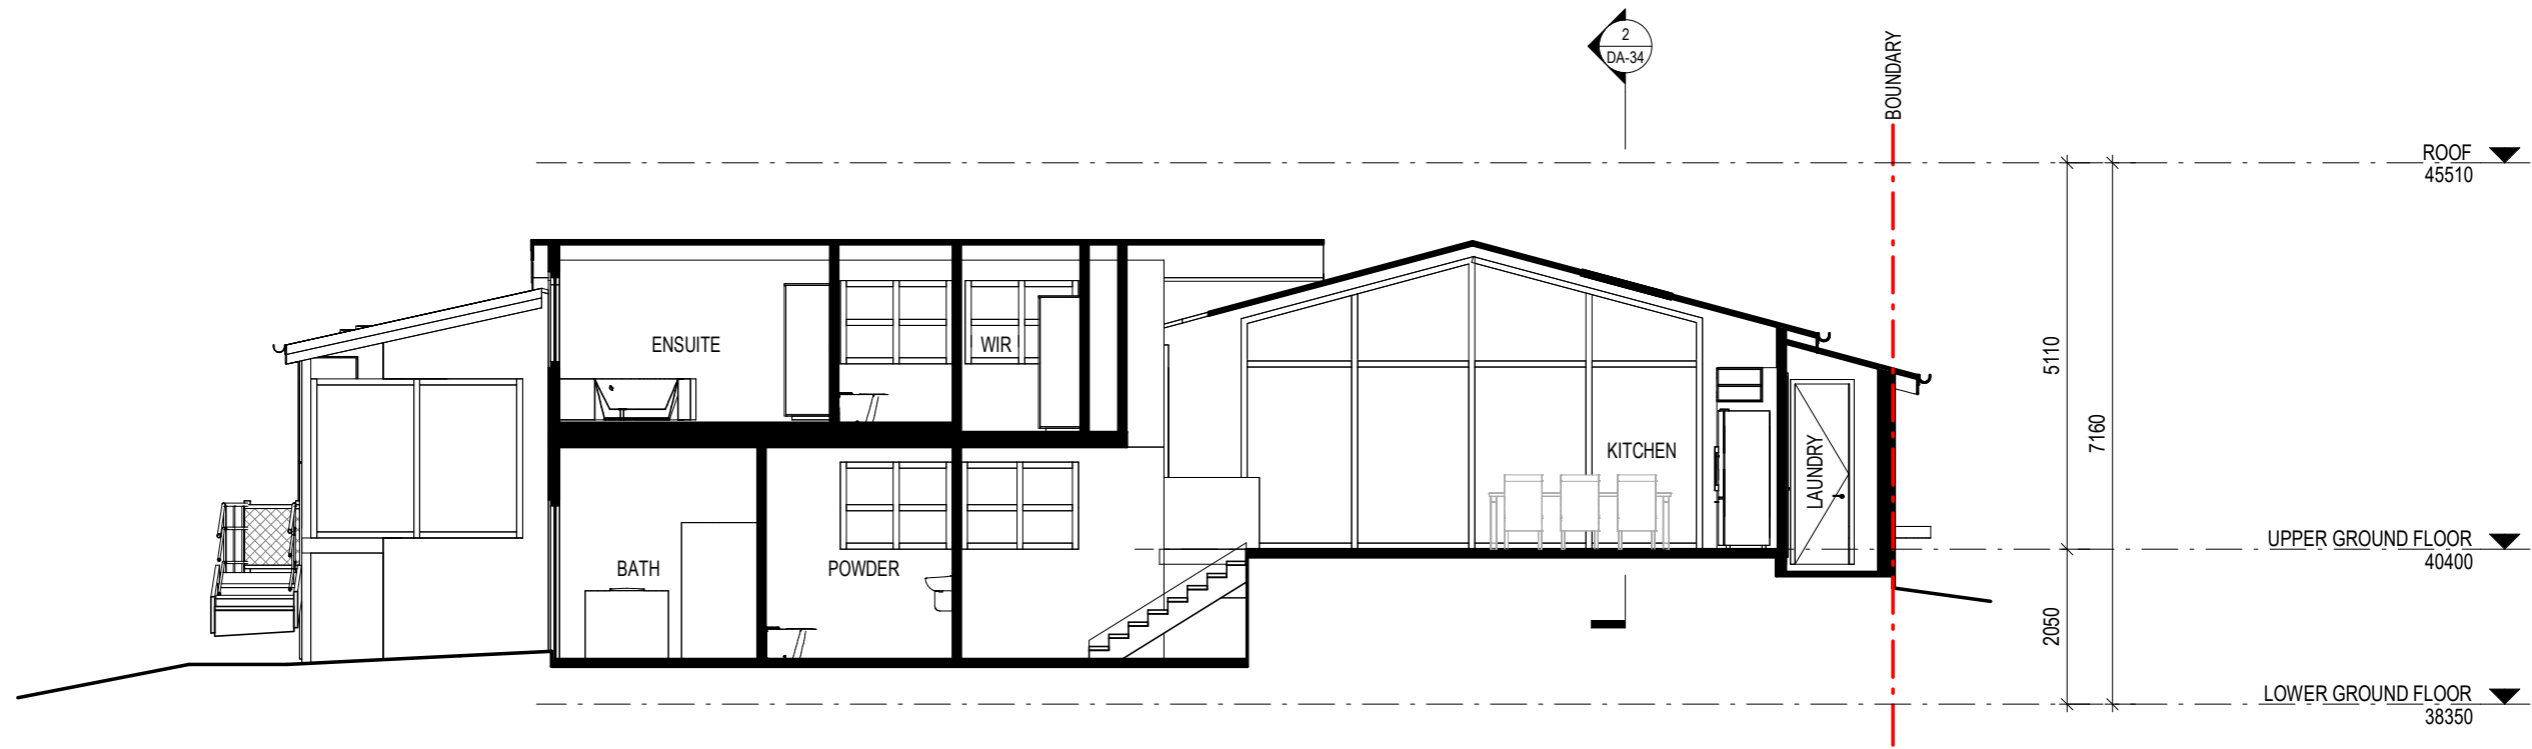 2
DA-34
BOUNDARY
ROOF
45510
ENSUITE
WIR
5110
7160
KITCHEN
LAUNDRY
UPPER GROUND FLOOR
40400
BATH
POWDER
2050
LOWER GROUND FLOOR
38350